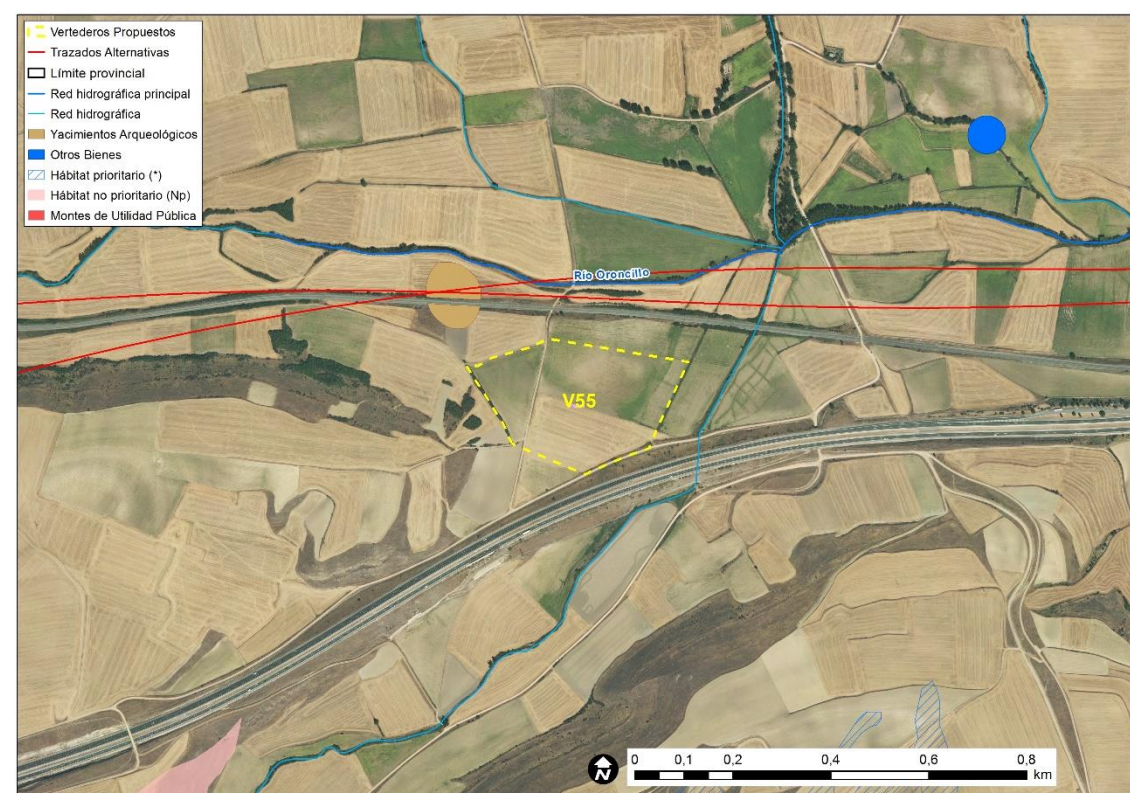 Vertederos Propuestos
Trazados Alternativas
Límite provincial
Red hidrográfica principal
Red hidrográfica
Yacimientos Arqueológicos
Otros Bienes
Hábitat prioritario (*)
Hábitat no prioritario (Np)
Montes de Utilidad Pública
Río Oroncillo
V55
N
0 0,1 0,2 0,4 0,6 0,8
km